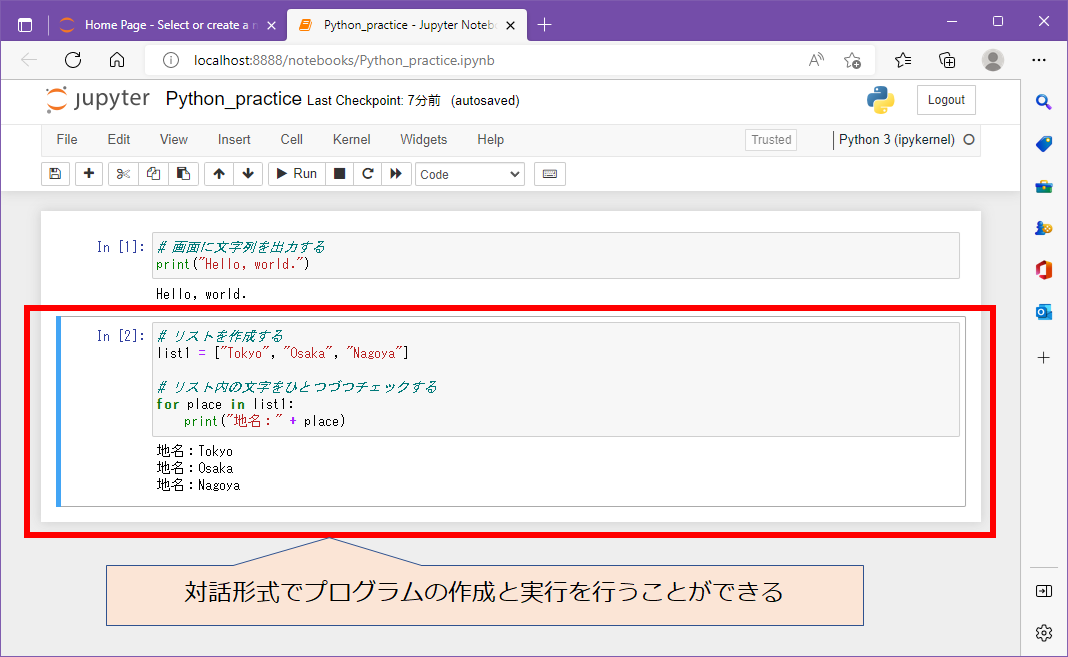 Home Page - Select or create a n
Python_practice - Jupyter Notebo
localhost:8888/notebooks/Python_practice.ipynb
jupyter Python_practice Last Checkpoint: 7分前 (autosaved)
Logout
File Edit View Insert Cell Kernel Widgets Help Trusted Python 3 (ipykernel)
Run Code
In [1]: # 画面に文字列を出力する
print("Hello, world.")
Hello, world.
In [2]: # リストを作成する
list1 = ["Tokyo", "Osaka", "Nagoya"]
# リスト内の文字をひとつづつチェックする
for place in list1:
print("地名：" + place)
地名：Tokyo
地名：Osaka
地名：Nagoya
対話形式でプログラムの作成と実行を行うことができる